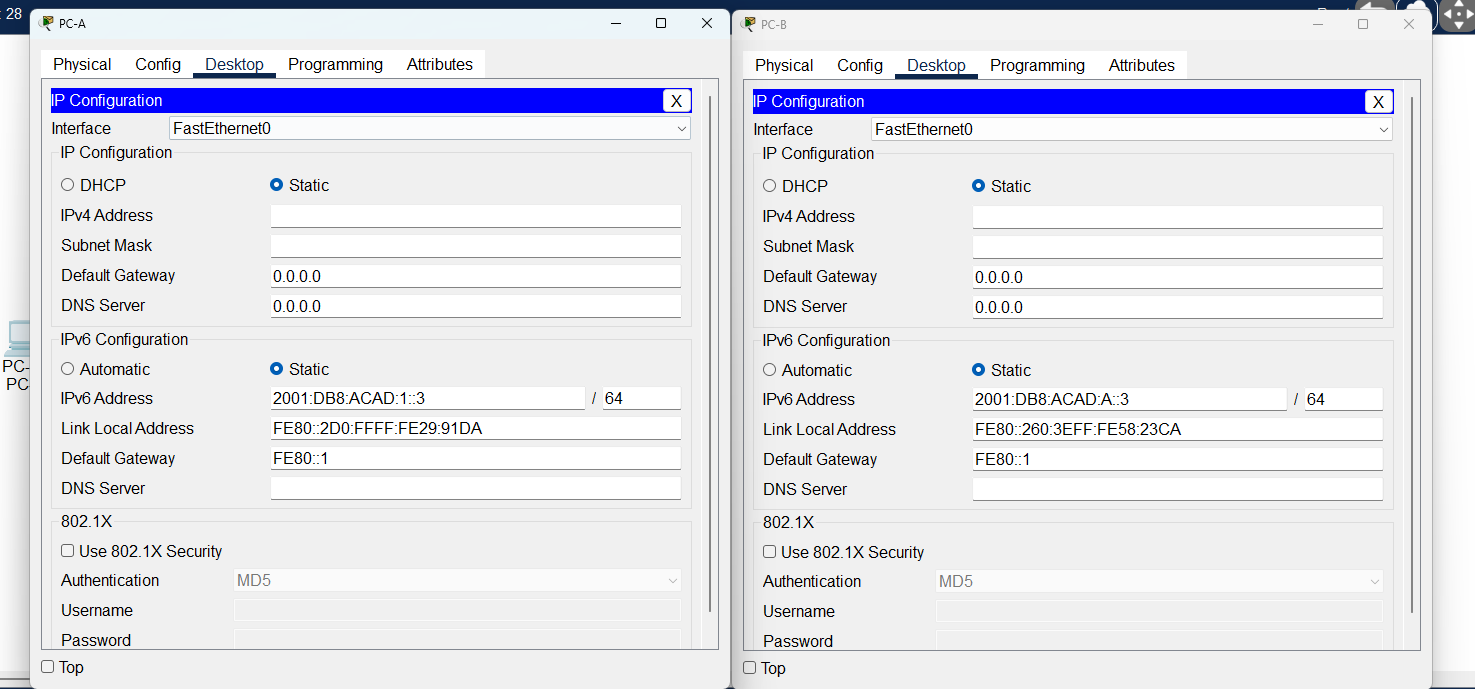 28
PC-A
Physical Config Desktop Programming Attributes
IP Configuration X
Interface FastEthernet0
IP Configuration
DHCP Static
IPv4 Address
Subnet Mask
Default Gateway 0.0.0.0
DNS Server 0.0.0.0
IPv6 Configuration
Automatic Static
IPv6 Address 2001:DB8:ACAD:1::3 / 64
Link Local Address FE80::2D0:FFFF:FE29:91DA
Default Gateway FE80::1
DNS Server
802.1X
Use 802.1X Security
Authentication MD5
Username
Password
Top
PC-B
Physical Config Desktop Programming Attributes
IP Configuration X
Interface FastEthernet0
IP Configuration
DHCP Static
IPv4 Address
Subnet Mask
Default Gateway 0.0.0.0
DNS Server 0.0.0.0
IPv6 Configuration
Automatic Static
IPv6 Address 2001:DB8:ACAD:A::3 / 64
Link Local Address FE80::260:3EFF:FE58:23CA
Default Gateway FE80::1
DNS Server
802.1X
Use 802.1X Security
Authentication MD5
Username
Password
Top
PC-
PC